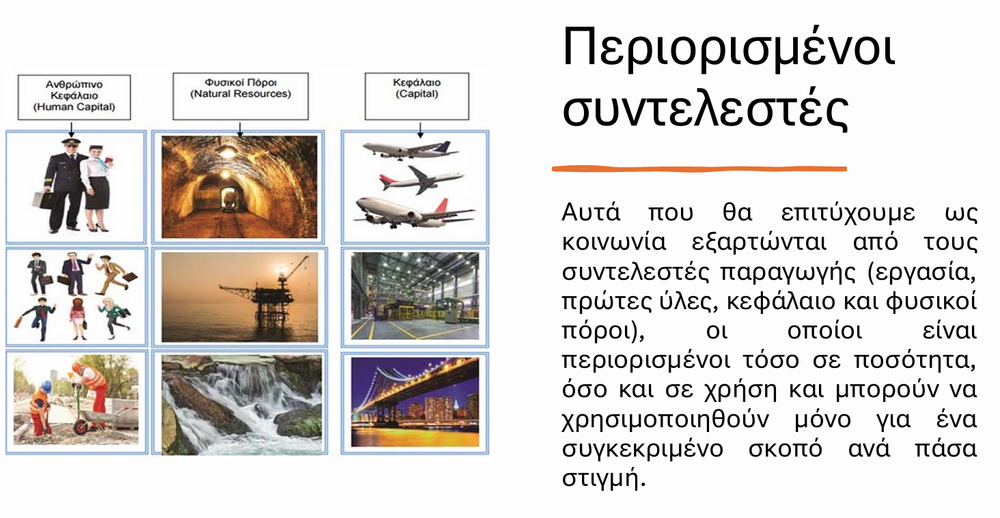 Περιορισμένοι
συντελεστές
Ανθρώπινο
Κεφάλαιο
(Human Capital)
Φυσικοί Πόροι
(Natural Resources)
Κεφάλαιο
(Capital)
Αυτά που θα επιτύχουμε ως
κοινωνία εξαρτώνται από τους
συντελεστές παραγωγής (εργασία,
πρώτες ύλες, κεφάλαιο και φυσικοί
πόροι), οι οποίοι είναι
περιορισμένοι τόσο σε ποσότητα,
όσο και σε χρήση και μπορούν να
χρησιμοποιηθούν μόνο για ένα
συγκεκριμένο σκοπό ανά πάσα
στιγμή.